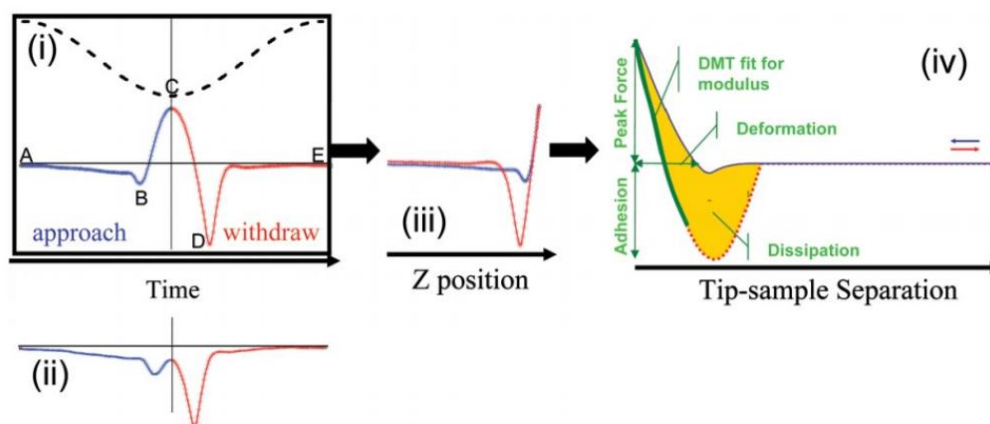 (i)
C
A
E
B
approach
withdraw
D
Time
(ii)
(iii)
Z position
(iv)
Peak Force
DMT fit for
modulus
Deformation
Adhesion
Dissipation
Tip-sample Separation